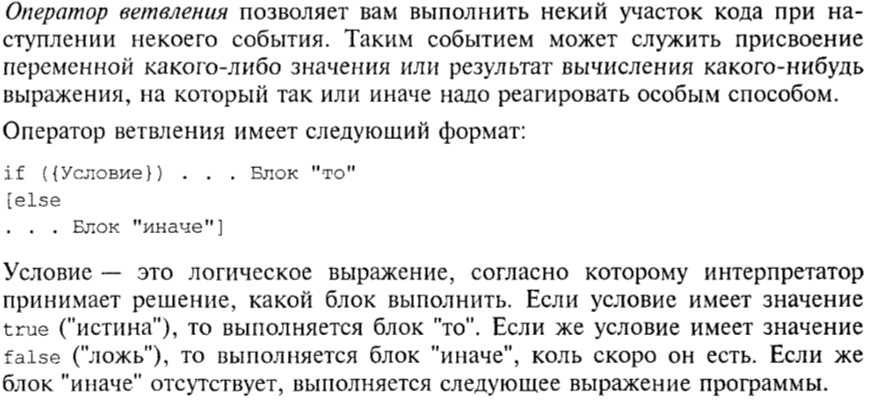 Оператор ветвления позволяет вам выполнить некий участок кода при на-
ступлении некоего события. Таким событием может служить присвоение
переменной какого-либо значения или результат вычисления какого-нибудь
выражения, на который так или иначе надо реагировать особым способом.
Оператор ветвления имеет следующий формат:
if ({Условие}) . . . Блок "то"
[else
. . . Блок "иначе"]
Условие — это логическое выражение, согласно которому интерпретатор
принимает решение, какой блок выполнить. Если условие имеет значение
true ("истина"), то выполняется блок "то". Если же условие имеет значение
false ("ложь"), то выполняется блок "иначе", коль скоро он есть. Если же
блок "иначе" отсутствует, выполняется следующее выражение программы.